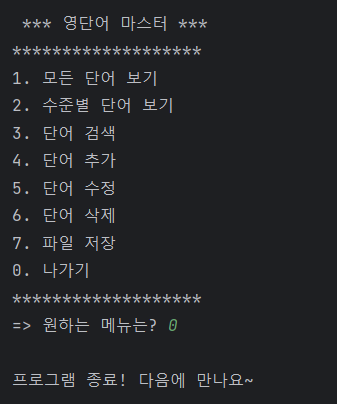 *** 영단어 마스터 ***
********************
1. 모든 단어 보기
2. 수준별 단어 보기
3. 단어 검색
4. 단어 추가
5. 단어 수정
6. 단어 삭제
7. 파일 저장
0. 나가기
********************
=> 원하는 메뉴는? 0
프로그램 종료! 다음에 만나요~